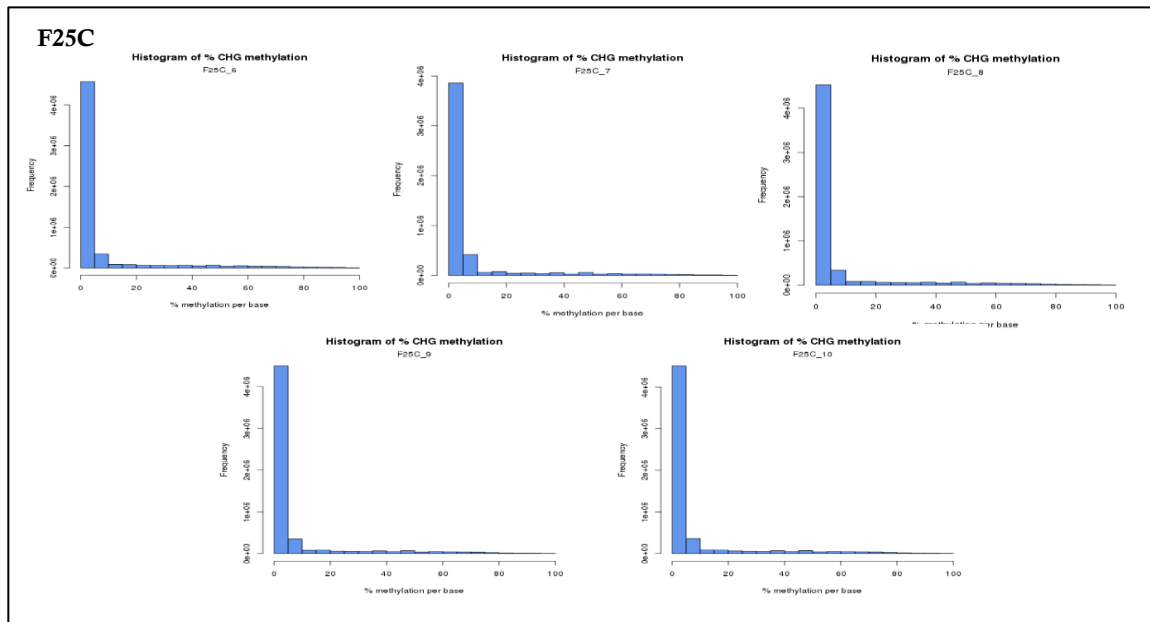 F25C
Histogram of % CHG methylation
F25C_6
Frequency
0e+00 1e+06 2e+06 3e+06 4e+06
0 20 40 60 80 100
% methylation per base
Histogram of % CHG methylation
F25C_7
Frequency
0e+00 1e+06 2e+06 3e+06 4e+06
0 20 40 60 80 100
% methylation per base
Histogram of % CHG methylation
F25C_8
Frequency
0e+00 1e+06 2e+06 3e+06 4e+06
0 20 40 60 80 100
% methylation per base
Histogram of % CHG methylation
F25C_9
Frequency
0e+00 1e+06 2e+06 3e+06 4e+06
0 20 40 60 80 100
% methylation per base
Histogram of % CHG methylation
F25C_10
Frequency
0e+00 1e+06 2e+06 3e+06 4e+06
0 20 40 60 80 100
% methylation per base